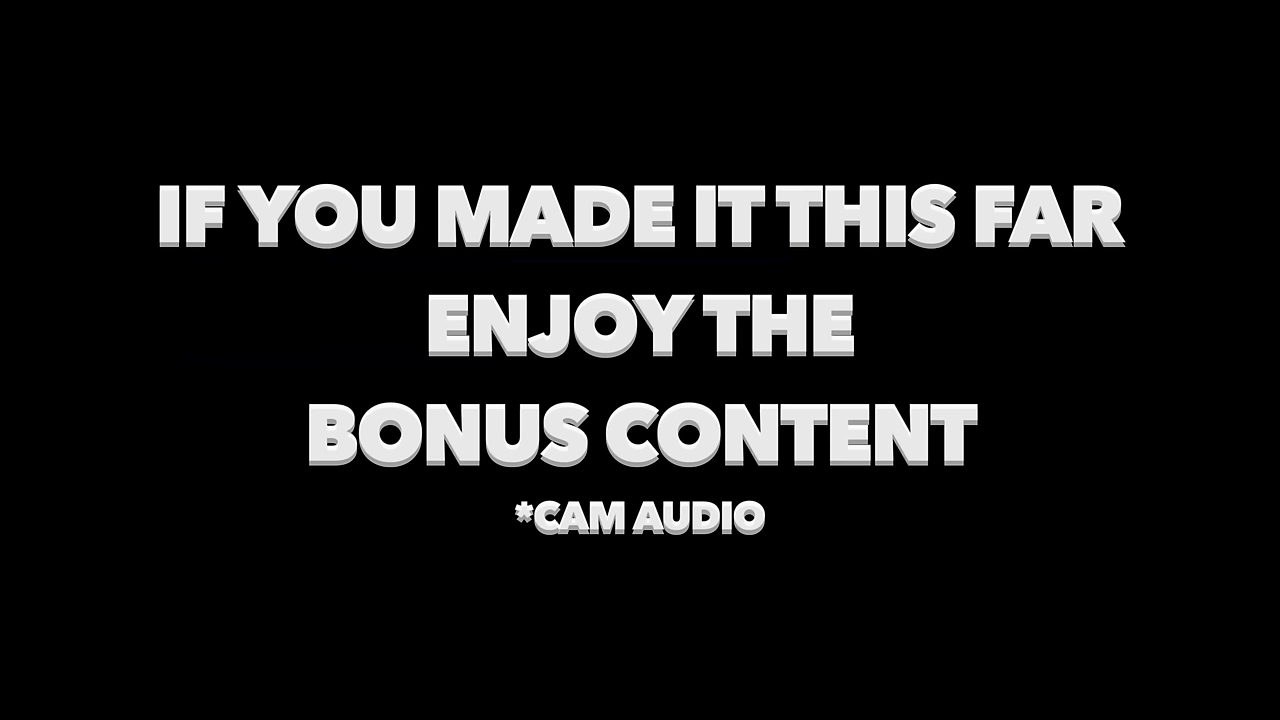 IF YOU MADE IT THIS FAR
ENJOY THE
BONUS CONTENT
*CAM AUDIO